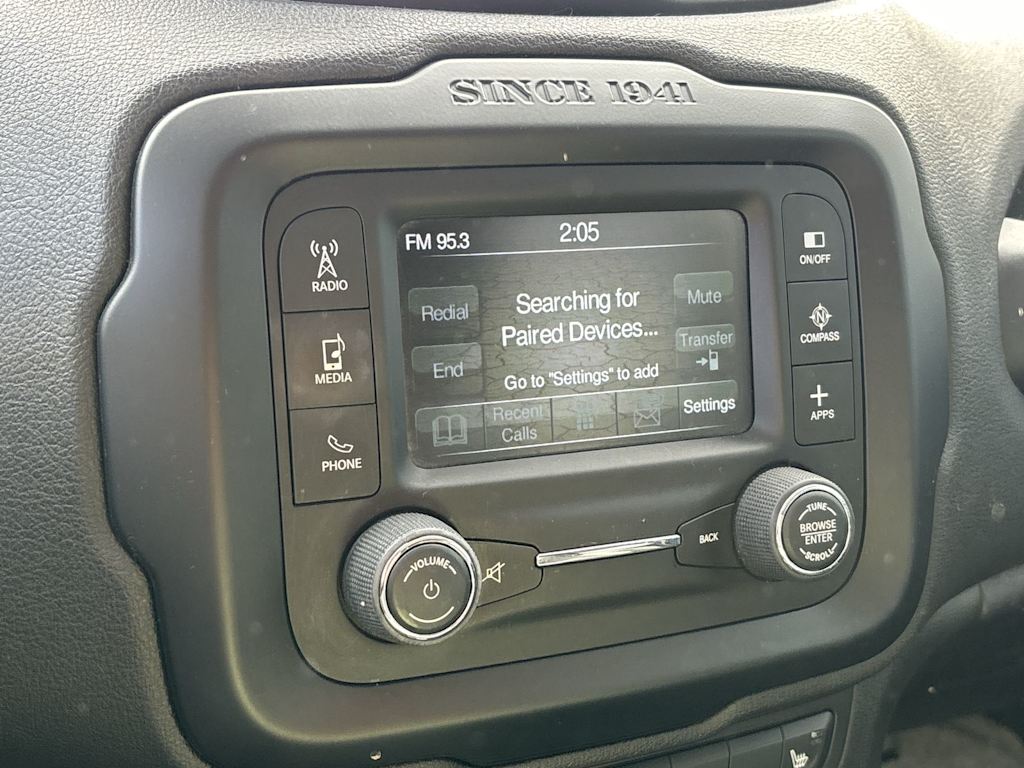 SINCE 1941
RADIO
MEDIA
PHONE
FM 95.3
2:05
Redial
Searching for
Paired Devices...
Mute
Transfer
End
Go to "Settings" to add
Recent
Calls
Settings
ON/OFF
N
COMPASS
APPS
VOLUME
BACK
TUNE
BROWSE
ENTER
SCROLL